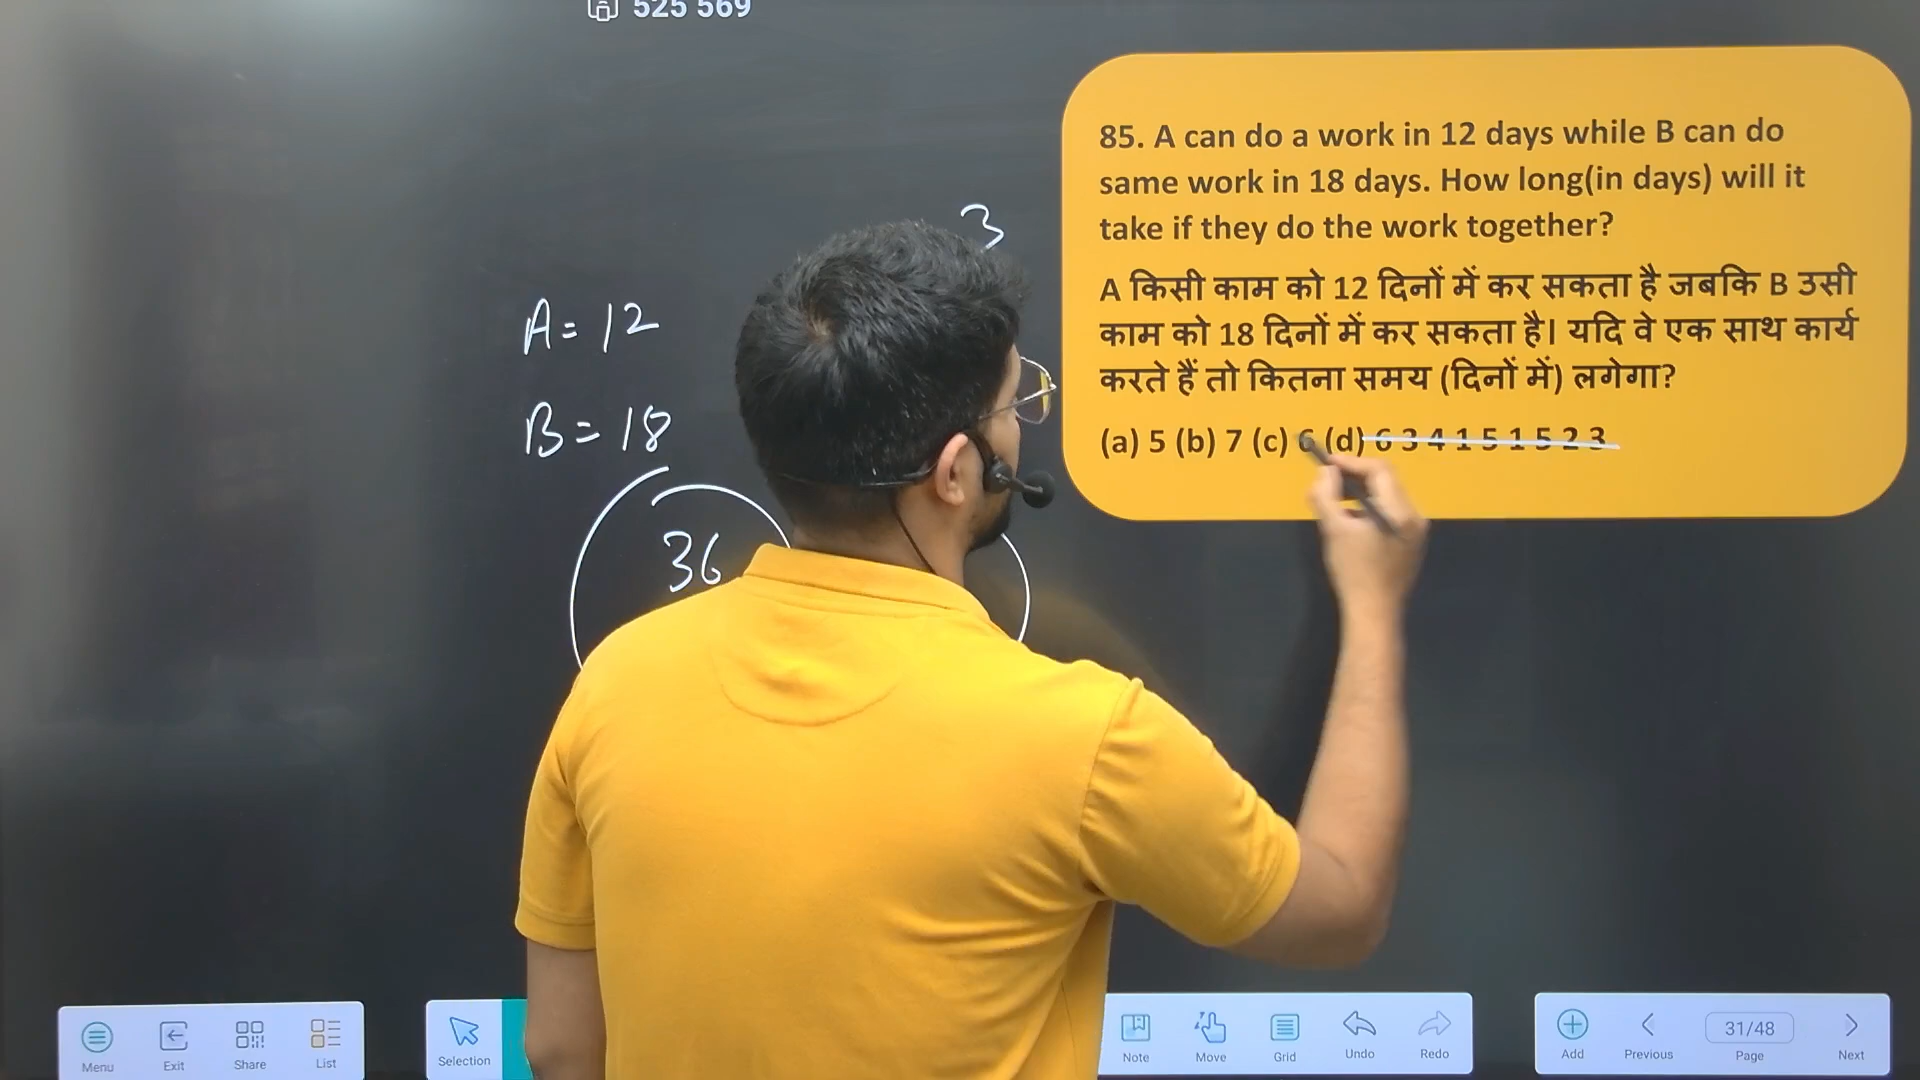 525 569
85. A can do a work in 12 days while B can do
same work in 18 days. How long(in days) will it
take if they do the work together?
A किसी काम को 12 दिनों में कर सकता है जबकि B उसी
काम को 18 दिनों में कर सकता है। यदि वे एक साथ कार्य
करते हैं तो कितना समय (दिनों में) लगेगा?
(a) 5 (b) 7 (c) 6 (d) 6 3 4 1 5 1 5 2 3
3
A = 12
B = 18
36
Menu
Exit
Share
List
Selection
Note
Move
Grid
Undo
Redo
Add
Previous
31/48
Page
Next